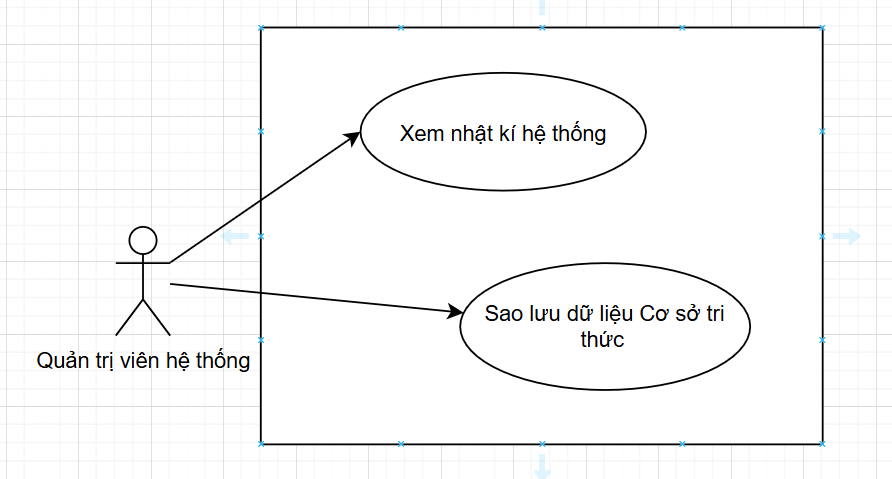 Xem nhật kí hệ thống
Sao lưu dữ liệu Cơ sở tri
thức
Quản trị viên hệ thống